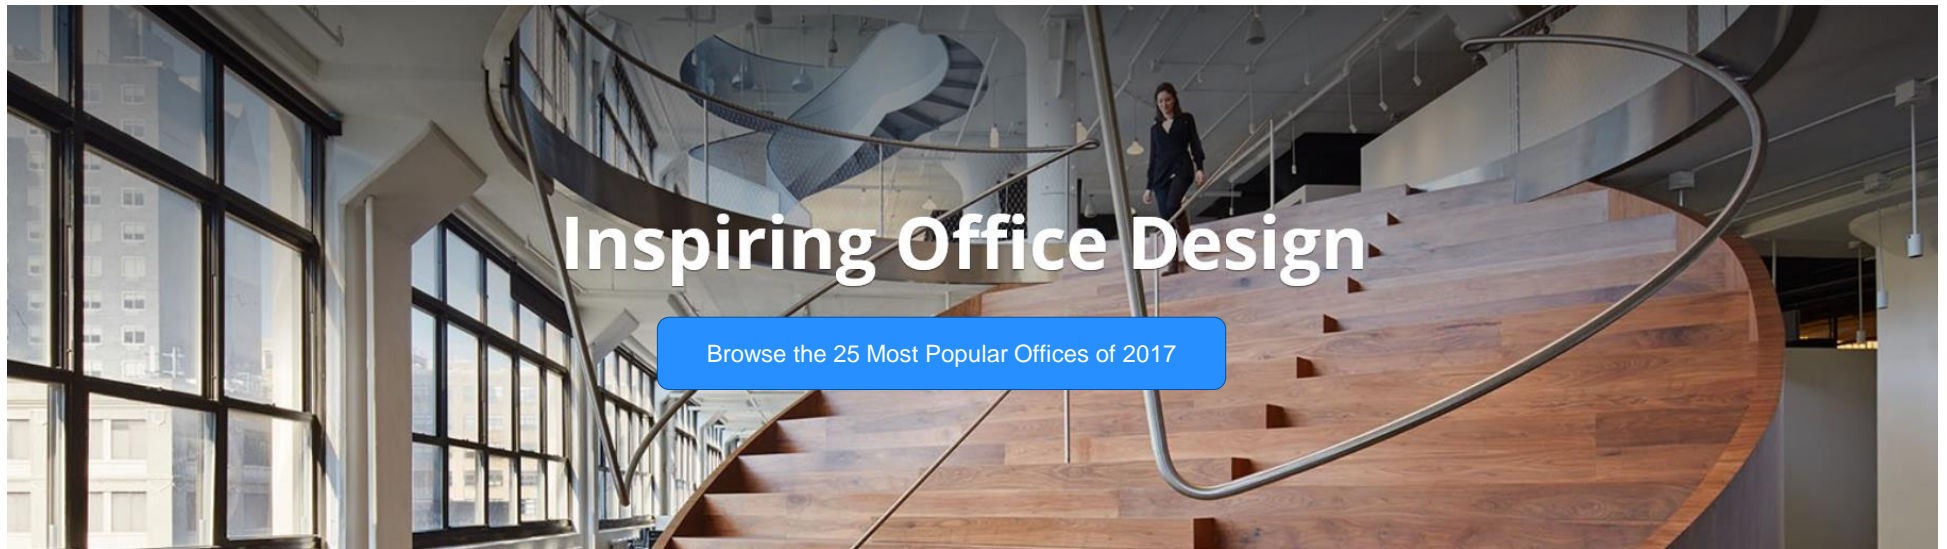 Inspiring Office Design
Browse the 25 Most Popular Offices of 2017